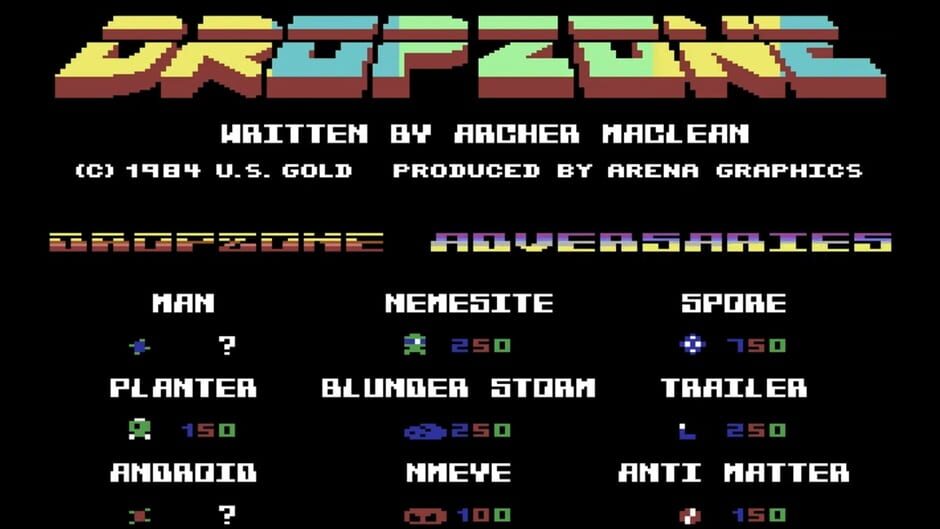 DROPZONE
WRITTEN BY ARCHER MACLEAN
(C) 1984 U.S. GOLD PRODUCED BY ARENA GRAPHICS
DROPZONE ADVERSARIES
MAN NEMESITE SPORE
? 250 750
PLANTER BLUNDER STORM TRAILER
150 250 250
ANDROID NMEYE ANTI MATTER
? 100 150